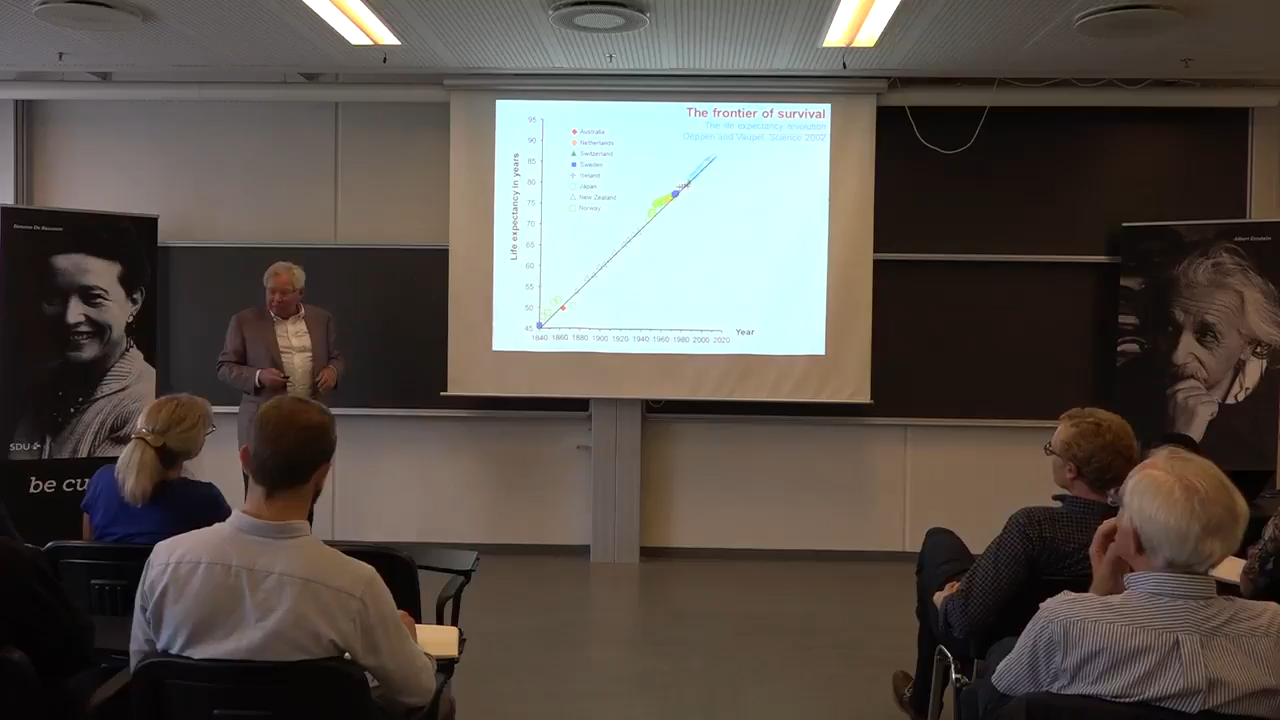 The frontier of survival
The life expectancy revolution
Oeppen and Vaupel, Science 2002
Life expectancy in years
95
90
85
80
75
70
65
60
55
50
45
Australia
Netherlands
Switzerland
Sweden
Iceland
Japan
New Zealand
Norway
1840 1860 1880 1900 1920 1940 1960 1980 2000 2020
Year
Simone De Beauvoir
SDU
be cu
Albert Einstein